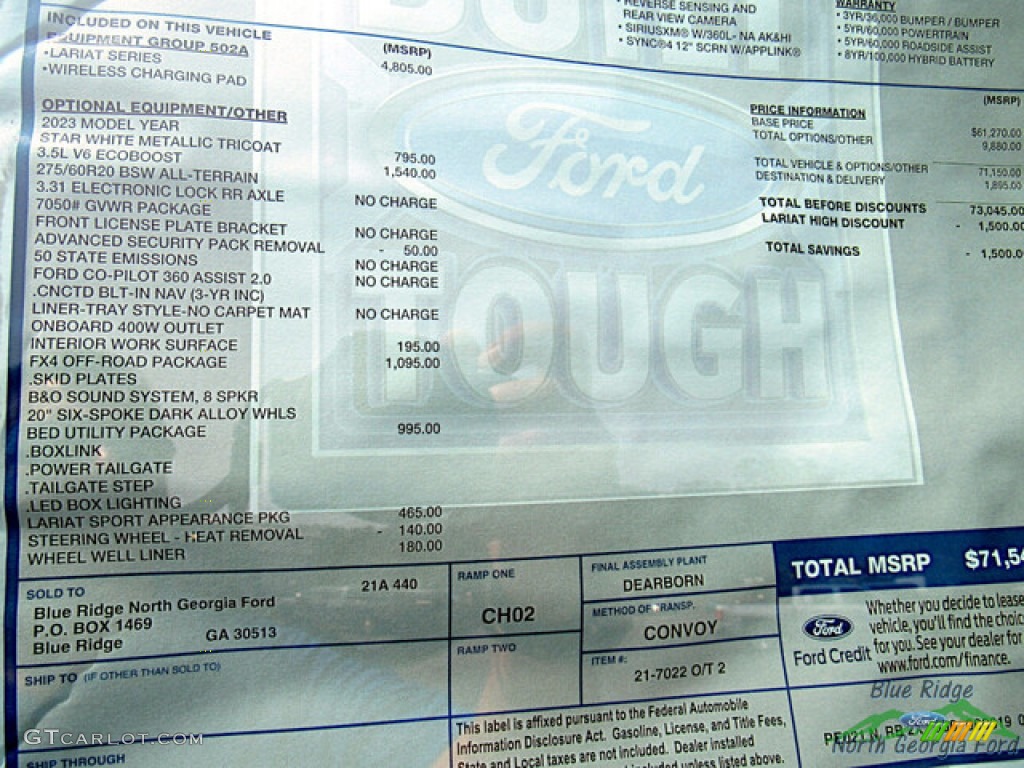 INCLUDED ON THIS VEHICLE
(MSRP)
EQUIPMENT GROUP 502A
4,805.00
•LARIAT SERIES
•WIRELESS CHARGING PAD
OPTIONAL EQUIPMENT/OTHER
2023 MODEL YEAR
STAR WHITE METALLIC TRICOAT 795.00
3.5L V6 ECOBOOST 1,540.00
275/60R20 BSW ALL-TERRAIN
3.31 ELECTRONIC LOCK RR AXLE NO CHARGE
7050# GVWR PACKAGE
FRONT LICENSE PLATE BRACKET NO CHARGE
ADVANCED SECURITY PACK REMOVAL - 50.00
50 STATE EMISSIONS NO CHARGE
FORD CO-PILOT 360 ASSIST 2.0 NO CHARGE
.CNCTD BLT-IN NAV (3-YR INC)
LINER-TRAY STYLE-NO CARPET MAT NO CHARGE
ONBOARD 400W OUTLET
INTERIOR WORK SURFACE 195.00
FX4 OFF-ROAD PACKAGE 1,095.00
.SKID PLATES
B&O SOUND SYSTEM, 8 SPKR
20" SIX-SPOKE DARK ALLOY WHLS
BED UTILITY PACKAGE 995.00
.BOXLINK
.POWER TAILGATE
.TAILGATE STEP
.LED BOX LIGHTING
LARIAT SPORT APPEARANCE PKG 465.00
STEERING WHEEL - HEAT REMOVAL - 140.00
WHEEL WELL LINER 180.00
• REVERSE SENSING AND
REAR VIEW CAMERA
• SIRIUSXM® W/360L- NA AK&HI
• SYNC®4 12" SCRN W/APPLINK®
WARRANTY
• 3YR/36,000 BUMPER / BUMPER
• 5YR/60,000 POWERTRAIN
• 5YR/60,000 ROADSIDE ASSIST
• 8YR/100,000 HYBRID BATTERY
Ford
TOUGH
PRICE INFORMATION (MSRP)
BASE PRICE $61,270.00
TOTAL OPTIONS/OTHER 9,880.00
TOTAL VEHICLE & OPTIONS/OTHER 71,150.00
DESTINATION & DELIVERY 1,895.00
TOTAL BEFORE DISCOUNTS 73,045.00
LARIAT HIGH DISCOUNT - 1,500.00
TOTAL SAVINGS - 1,500.00
SOLD TO 21A 440
Blue Ridge North Georgia Ford
P.O. BOX 1469
Blue Ridge GA 30513
SHIP TO (IF OTHER THAN SOLD TO)
SHIP THROUGH
RAMP ONE
CH02
RAMP TWO
FINAL ASSEMBLY PLANT
DEARBORN
METHOD OF TRANSP.
CONVOY
ITEM #:
21-7022 O/T 2
This label is affixed pursuant to the Federal Automobile
Information Disclosure Act. Gasoline, License, and Title Fees,
State and Local taxes are not included. Dealer installed
unless listed above.
TOTAL MSRP $71,54
Ford
Ford Credit
Whether you decide to lease
vehicle, you'll find the choic
for you. See your dealer for
www.ford.com/finance.
Blue Ridge
Ford
North Georgia Ford
GTCARLOT.COM